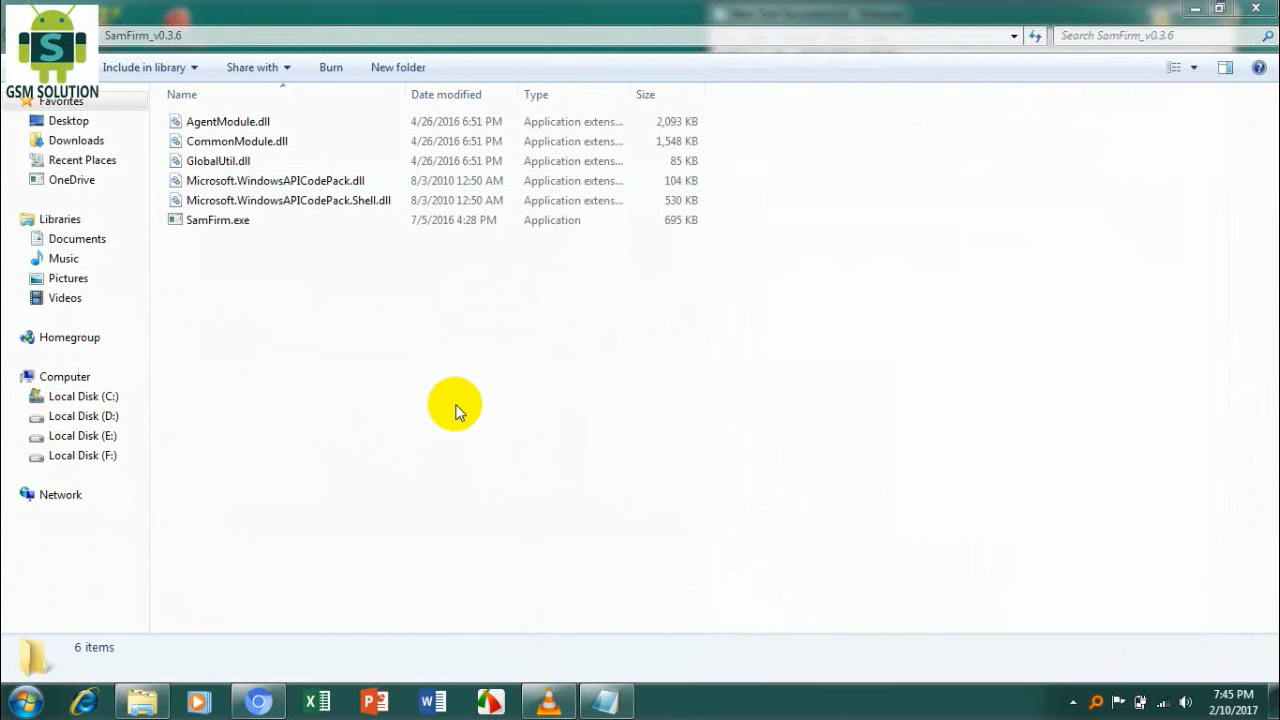 S
GSM SOLUTION
SamFirm_v0.3.6
Search SamFirm_v0.3.6
Include in library
Share with
Burn
New folder
Name
Date modified
Type
Size
Favorites
Desktop
Downloads
Recent Places
OneDrive
Libraries
Documents
Music
Pictures
Videos
Homegroup
Computer
Local Disk (C:)
Local Disk (D:)
Local Disk (E:)
Local Disk (F:)
Network
AgentModule.dll 4/26/2016 6:51 PM Application extens... 2,093 KB
CommonModule.dll 4/26/2016 6:51 PM Application extens... 1,548 KB
GlobalUtil.dll 4/26/2016 6:51 PM Application extens... 85 KB
Microsoft.WindowsAPICodePack.dll 8/3/2010 12:50 AM Application extens... 104 KB
Microsoft.WindowsAPICodePack.Shell.dll 8/3/2010 12:50 AM Application extens... 530 KB
SamFirm.exe 7/5/2016 4:28 PM Application 695 KB
6 items
7:45 PM
2/10/2017